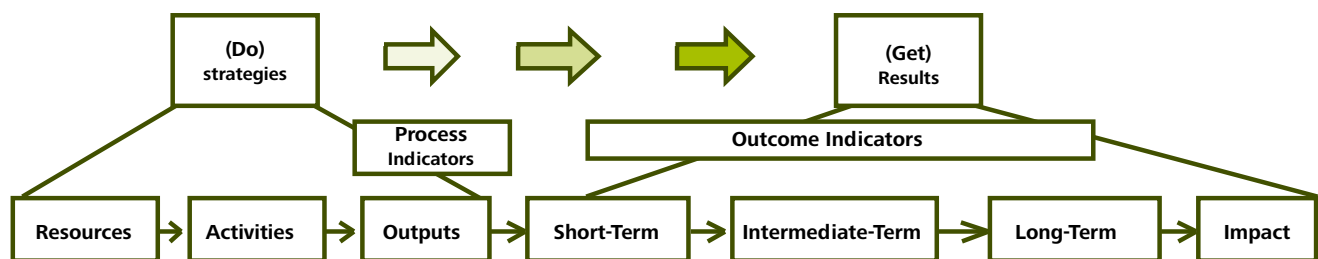 (Do)
strategies
(Get)
Results
Process
Indicators
Outcome Indicators
Resources
Activities
Outputs
Short-Term
Intermediate-Term
Long-Term
Impact